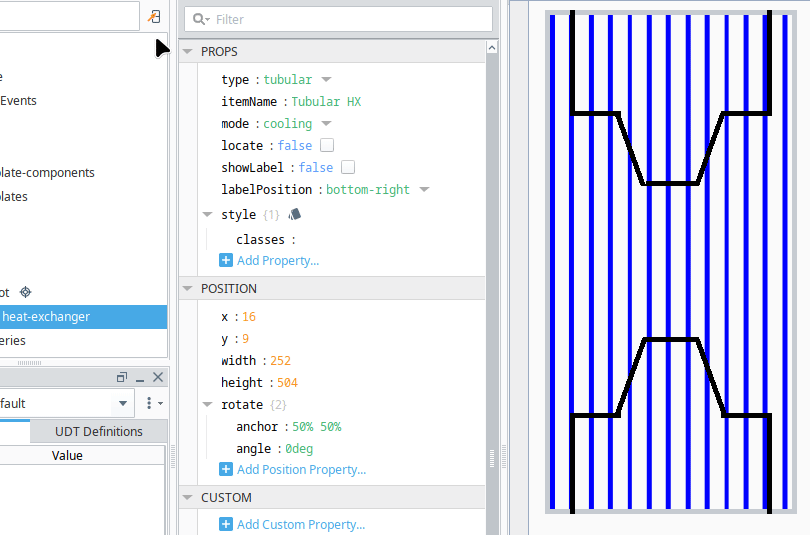 Filter
PROPS
type : tubular
itemName : Tubular HX
mode : cooling
locate : false
showLabel : false
labelPosition : bottom-right
style {1}
classes :
Add Property...
POSITION
x : 16
y : 9
width : 252
height : 504
rotate {2}
anchor : 50% 50%
angle : 0deg
Add Position Property...
CUSTOM
Add Custom Property...
e
Events
plate-components
plates
ot
heat-exchanger
eries
fault
UDT Definitions
Value